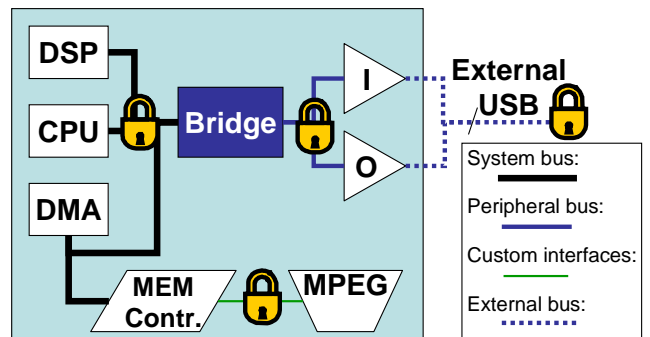 DSP
CPU
DMA
Bridge
I
O
External
USB
MEM
Contr.
MPEG
System bus:
Peripheral bus:
Custom interfaces:
External bus: